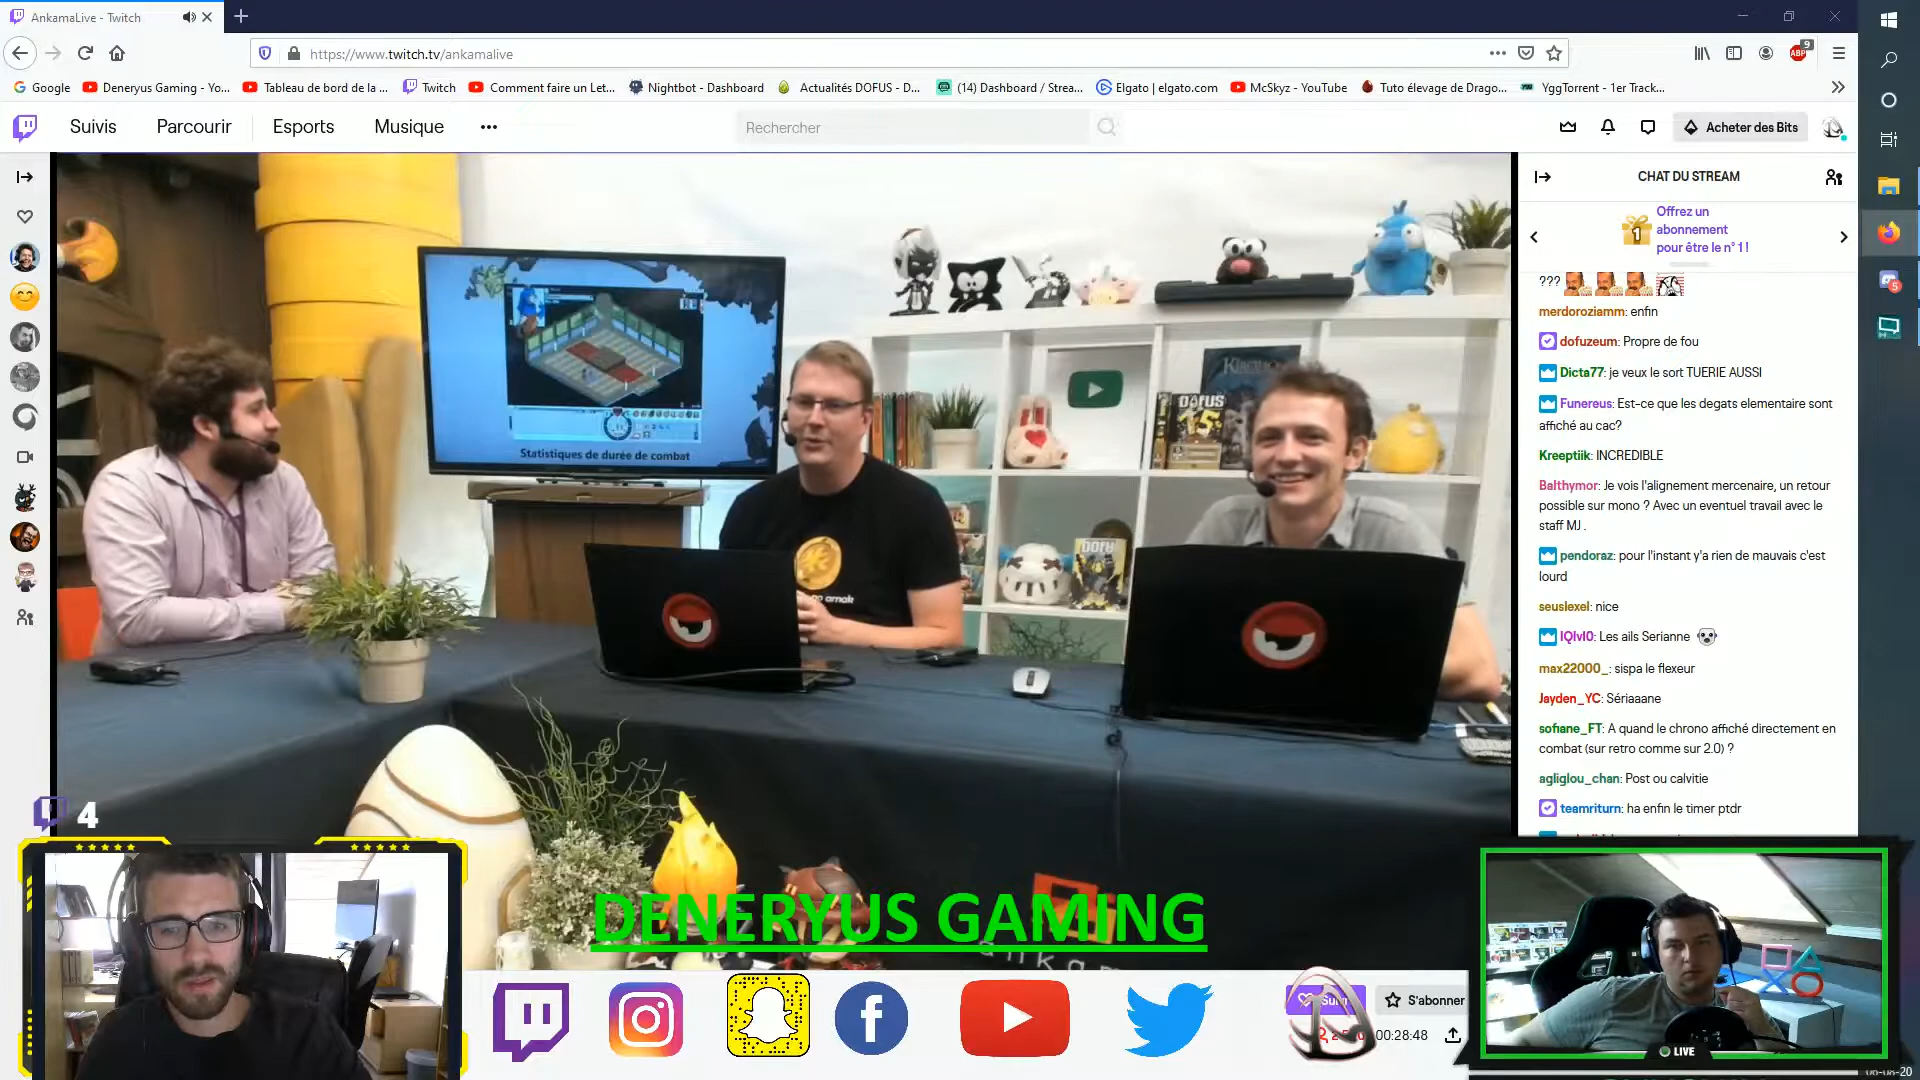 AnkamaLive - Twitch
https://www.twitch.tv/ankamalive
ABP
9
Google
Deneryus Gaming - Yo...
Tableau de bord de la ...
Twitch
Comment faire un Let...
Nightbot - Dashboard
Actualités DOFUS - D...
(14) Dashboard / Strea...
Elgato | elgato.com
McSkyz - YouTube
Tuto élevage de Drago...
YggTorrent - 1er Track...
Suivis
Parcourir
Esports
Musique
Rechercher
Acheter des Bits
CHAT DU STREAM
Offrez un
abonnement
pour être le n° 1 !
1
5
???
merdoroziamm: enfin
dofuzeum: Propre de fou
Dicta77: je veux le sort TUERIE AUSSI
Funereus: Est-ce que les degats elementaire sont
affiché au cac?
Kreeptiik: INCREDIBLE
Balthymor: Je vois l'alignement mercenaire, un retour
possible sur mono ? Avec un eventuel travail avec le
staff MJ .
pendoraz: pour l'instant y'a rien de mauvais c'est
lourd
seuslexel: nice
IQIvI0: Les ails Serianne
max22000_: sispa le flexeur
Jayden_YC: Sériaaane
sofiane_FT: A quand le chrono affiché directement en
combat (sur retro comme sur 2.0) ?
agliglou_chan: Post ou calvitie
teamriturn: ha enfin le timer ptdr
Statistiques de durée de combat
DOFUS
DOFU
4
DENERYUS GAMING
S'abonner
00:28:48
LIVE